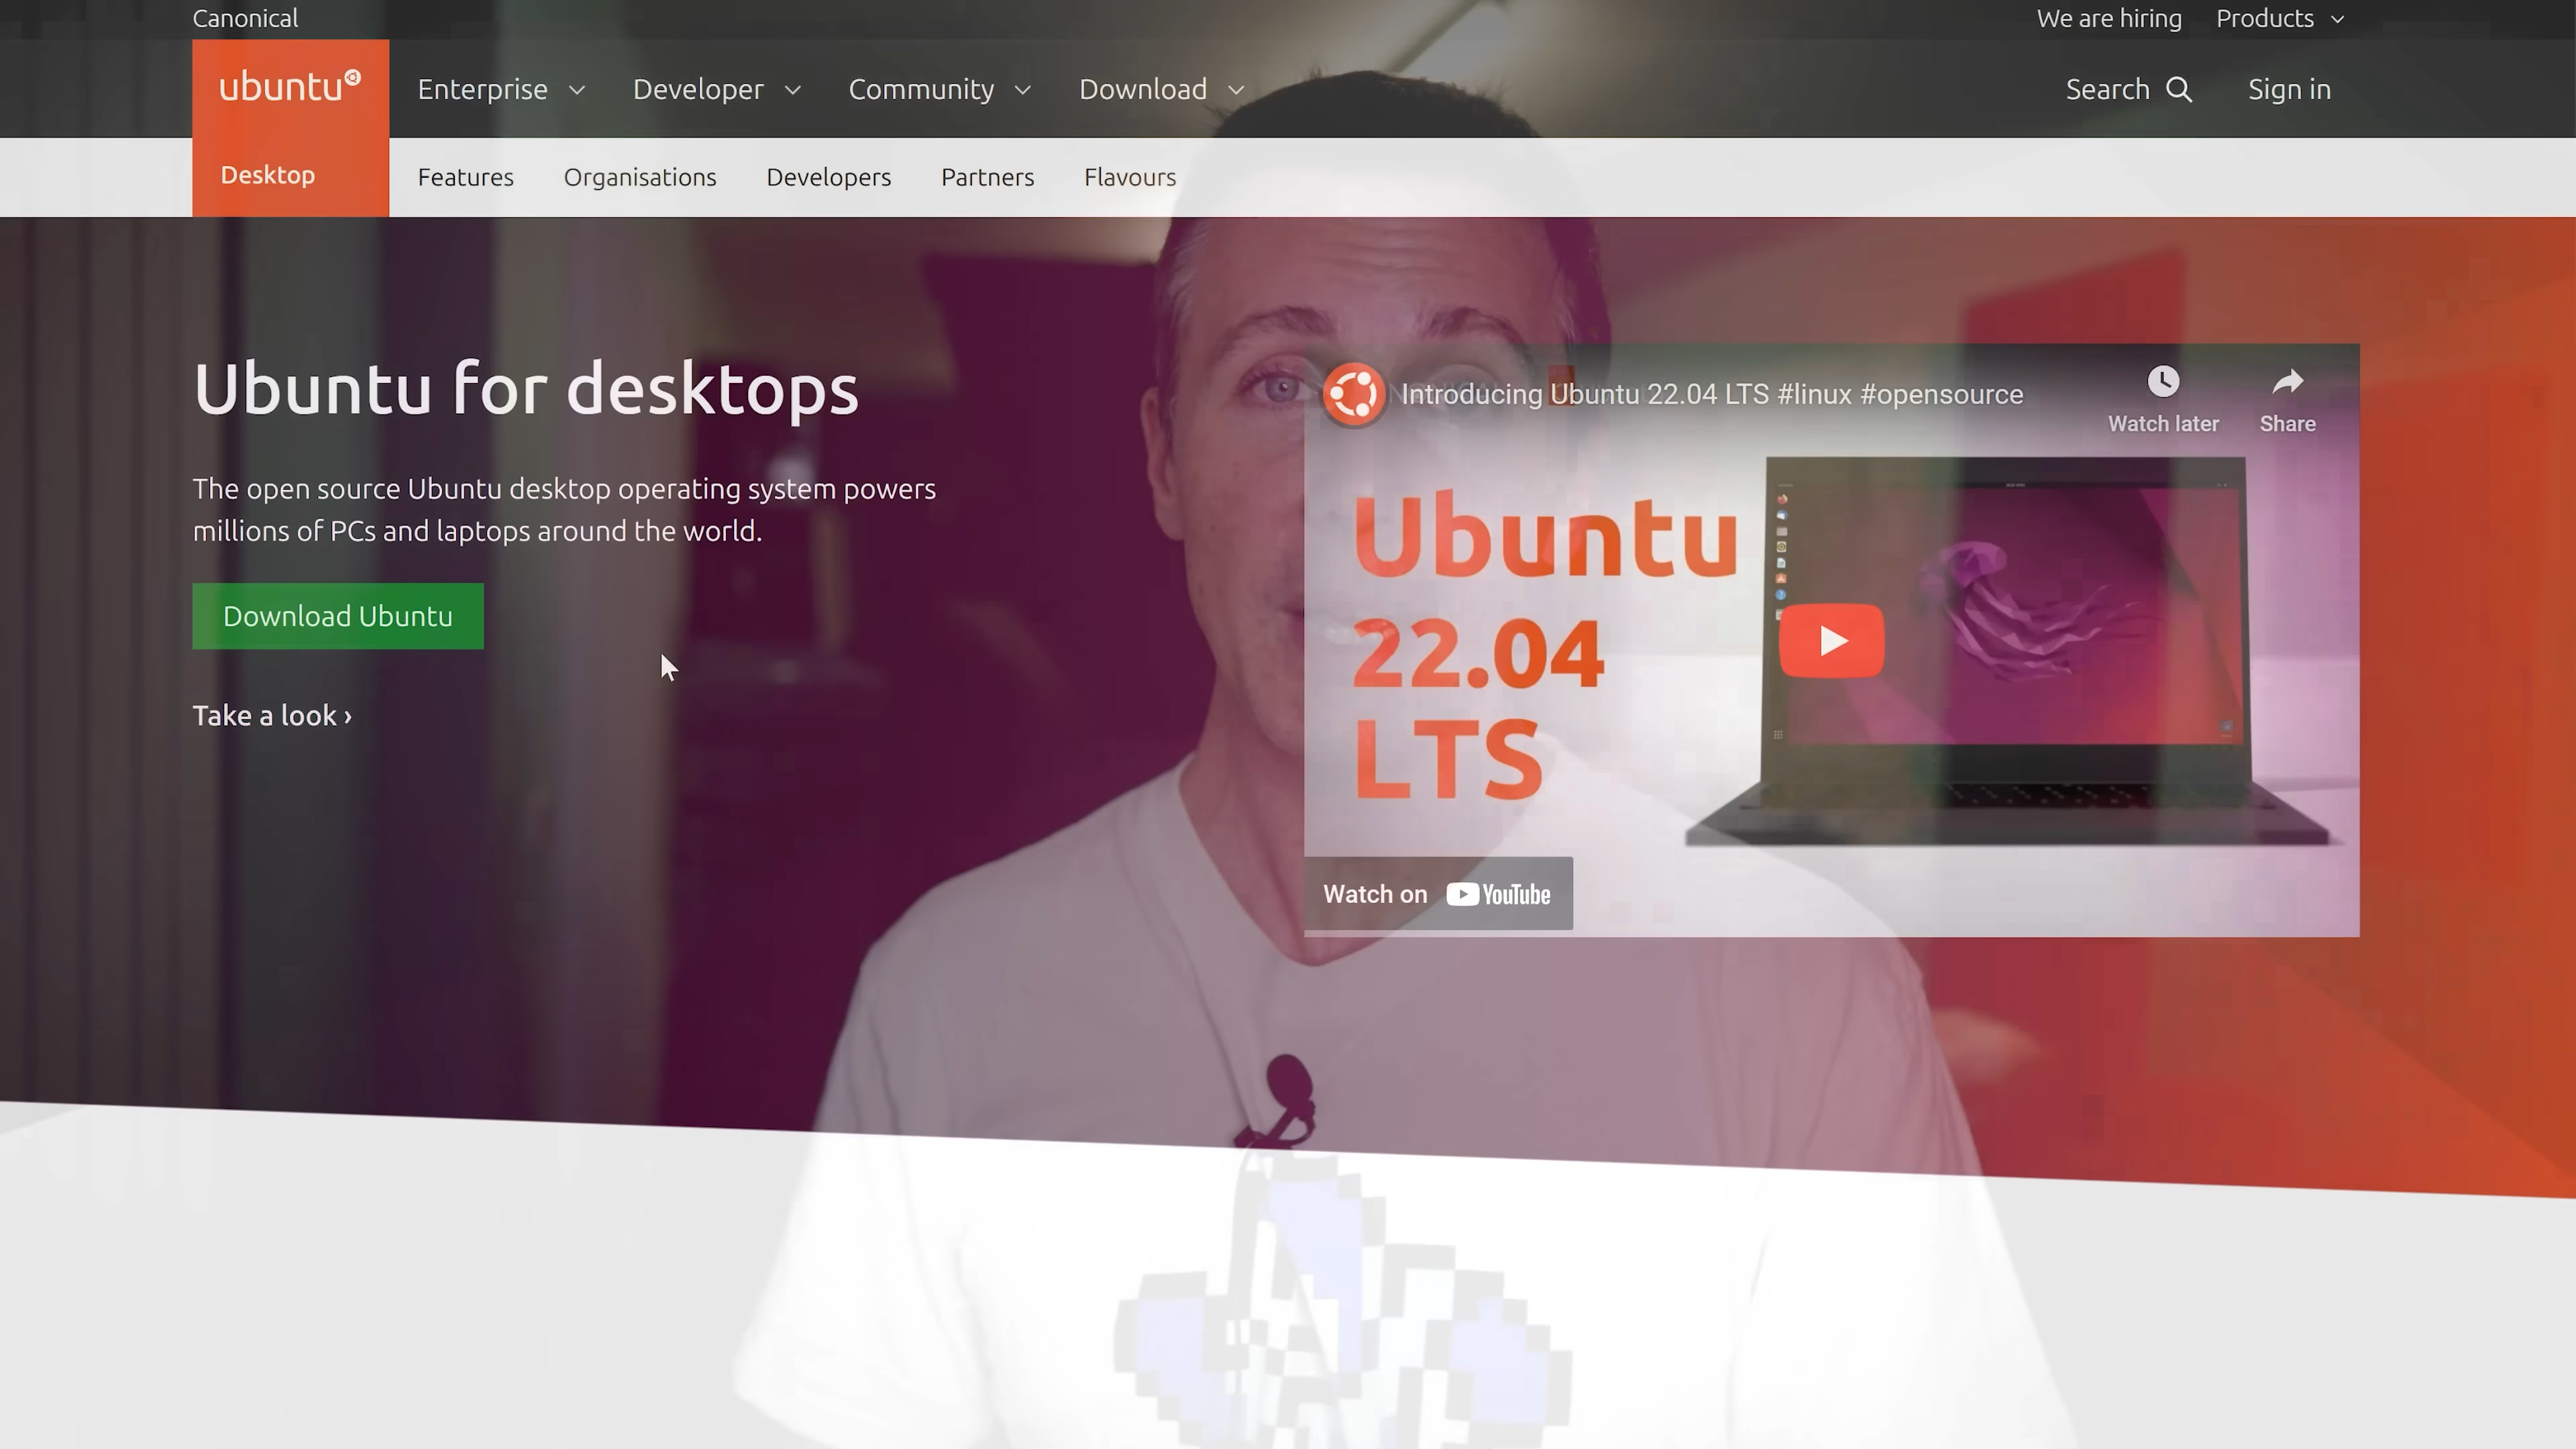 Canonical
We are hiring
Products
ubuntu
Enterprise
Developer
Community
Download
Search
Sign in
Desktop
Features
Organisations
Developers
Partners
Flavours
Ubuntu for desktops
The open source Ubuntu desktop operating system powers
millions of PCs and laptops around the world.
Download Ubuntu
Take a look ›
Introducing Ubuntu 22.04 LTS #linux #opensource
Watch later
Share
Ubuntu
22.04
LTS
Watch on YouTube